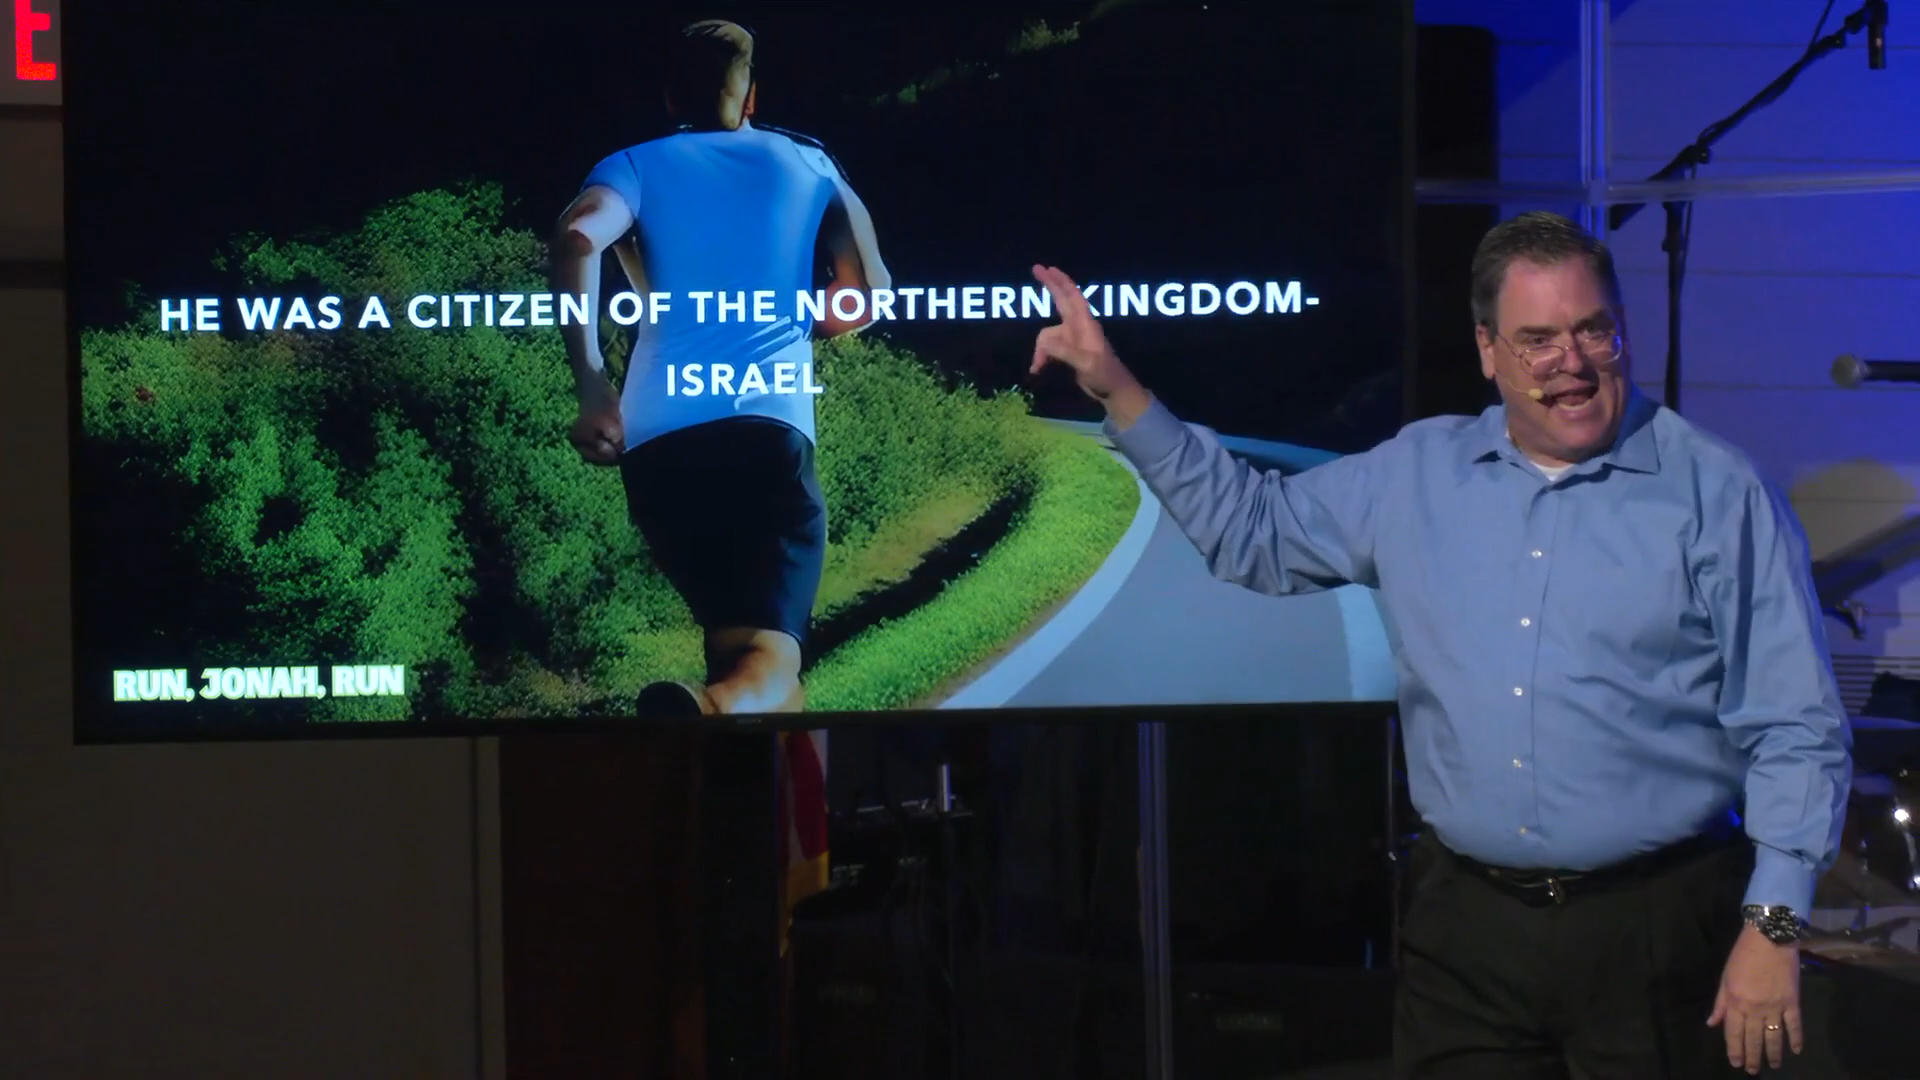 E
HE WAS A CITIZEN OF THE NORTHERN KINGDOM-
ISRAEL
RUN, JONAH, RUN